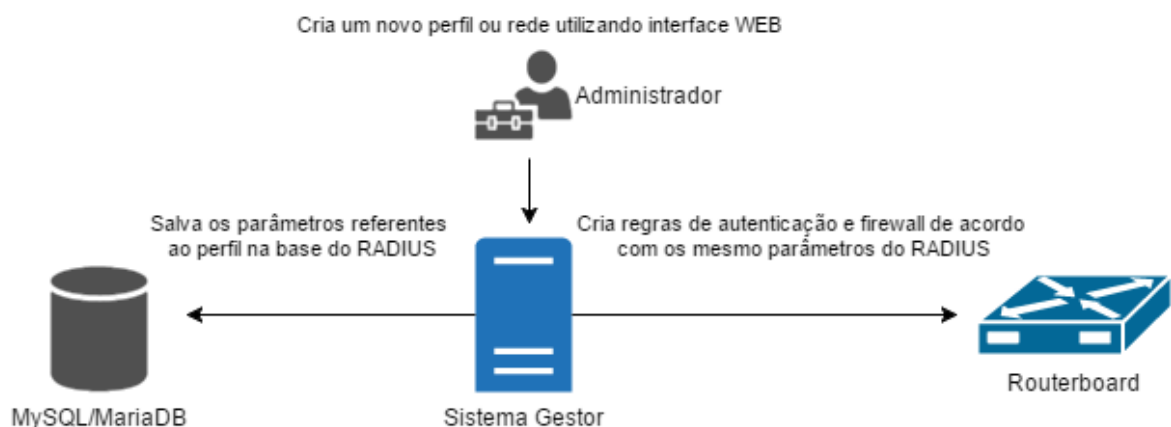 Cria um novo perfil ou rede utilizando interface WEB
Administrador
Salva os parâmetros referentes
ao perfil na base do RADIUS
Cria regras de autenticação e firewall de acordo
com os mesmo parâmetros do RADIUS
MySQL/MariaDB
Sistema Gestor
Routerboard